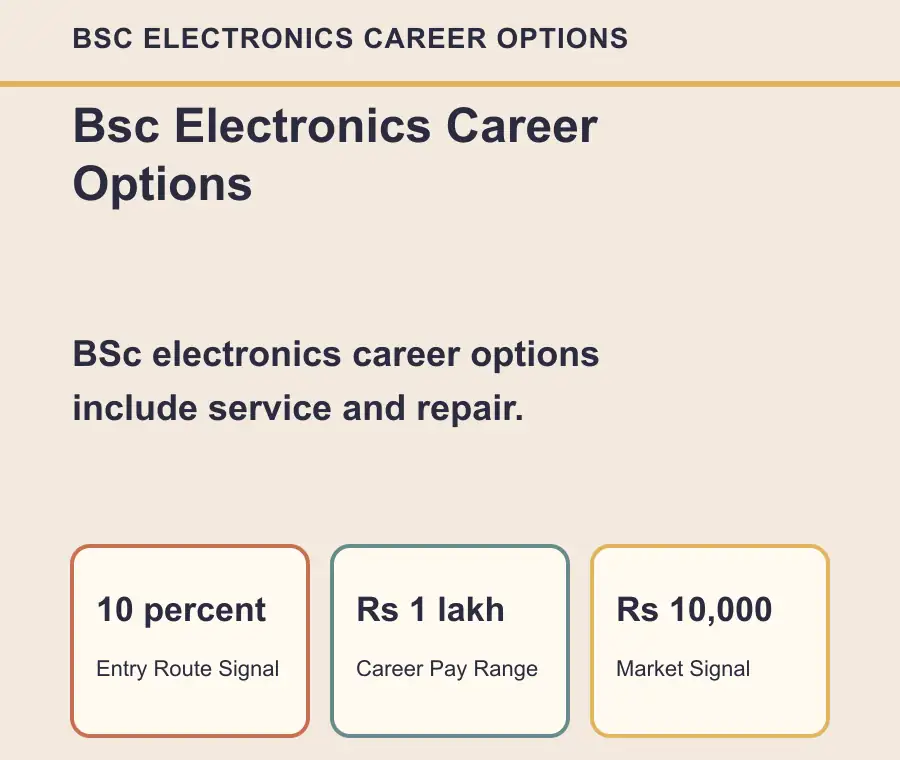 BSC ELECTRONICS CAREER OPTIONS
Bsc Electronics Career
Options
BSc electronics career options
include service and repair.
10 percent
Entry Route Signal
Rs 1 lakh
Career Pay Range
Rs 10,000
Market Signal